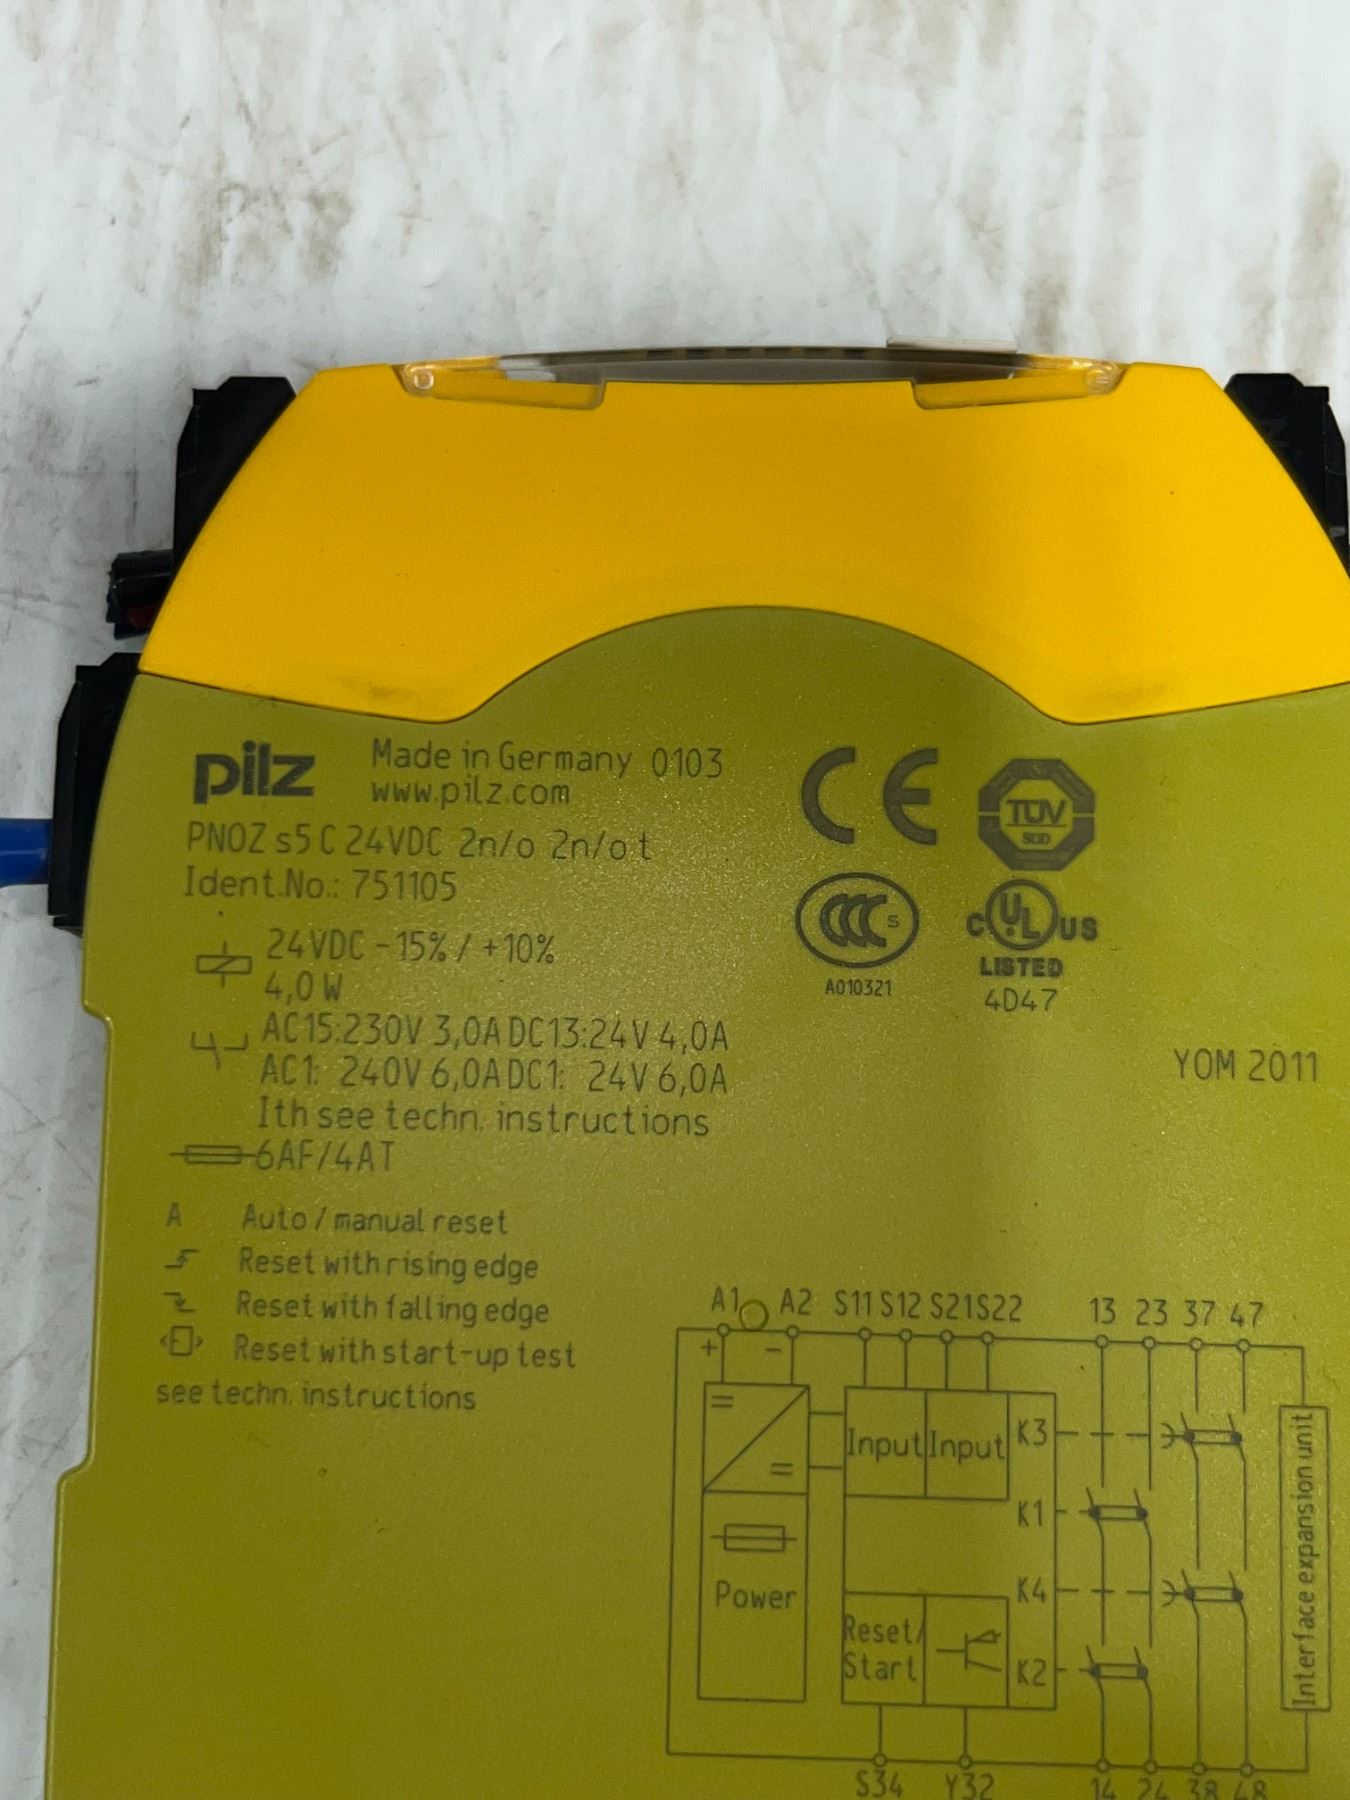 pilz Made in Germany 0103
www.pilz.com
PNOZ s5 C 24VDC 2n/o 2n/o t
Ident.No.: 751105
24VDC -15% / +10%
4,0 W
AC15:230V 3,0A DC13:24V 4,0A
AC1: 240V 6,0A DC1: 24V 6,0A
Ith see techn. instructions
6AF/4AT
CE
TÜV
SÜD
CCC S
A010321
c UL US
LISTED
4D47
YOM 2011
A Auto / manual reset
Reset with rising edge
Reset with falling edge
Reset with start-up test
see techn. instructions
A1 A2 S11 S12 S21 S22 13 23 37 47
+ -
Input Input K3
K1
Power
K4
Reset/
Start
K2
Interface expansion unit
S34 Y32 14 24 38 48